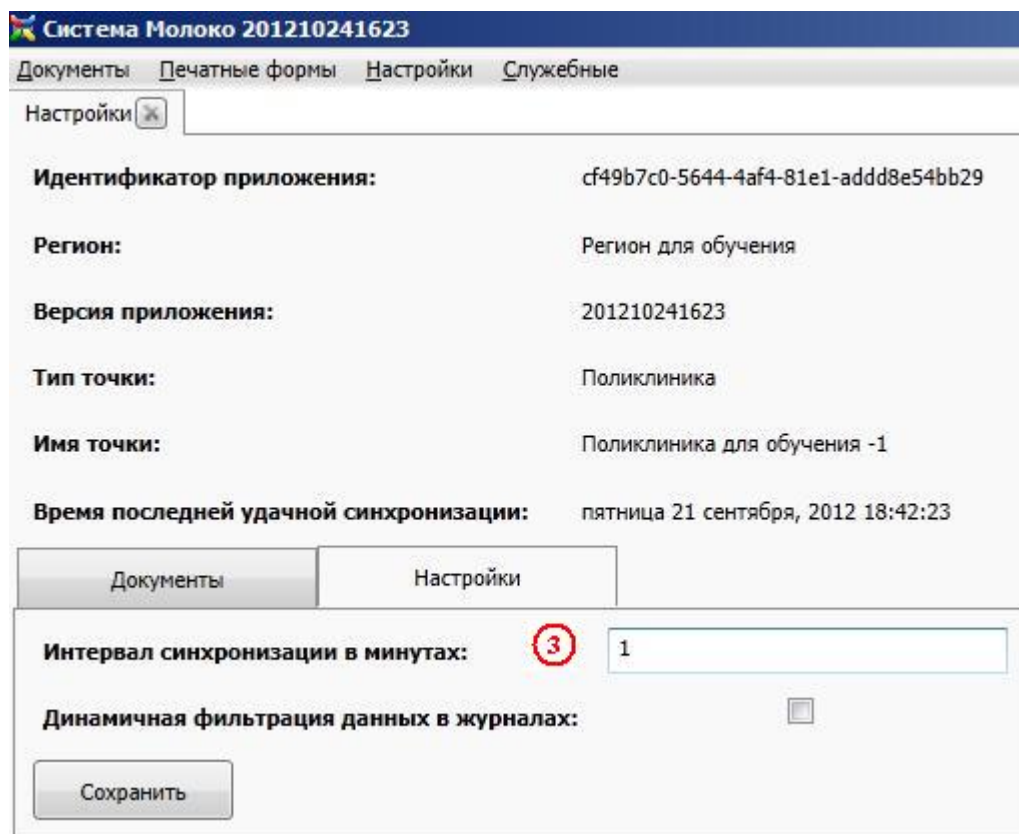 Система Молоко 201210241623
Документы Печатные формы Настройки Служебные
Настройки
Идентификатор приложения: cf49b7c0-5644-4af4-81e1-addd8e54bb29
Регион: Регион для обучения
Версия приложения: 201210241623
Тип точки: Поликлиника
Имя точки: Поликлиника для обучения -1
Время последней удачной синхронизации: пятница 21 сентября, 2012 18:42:23
Документы Настройки
Интервал синхронизации в минутах: 3 1
Динамичная фильтрация данных в журналах:
Сохранить